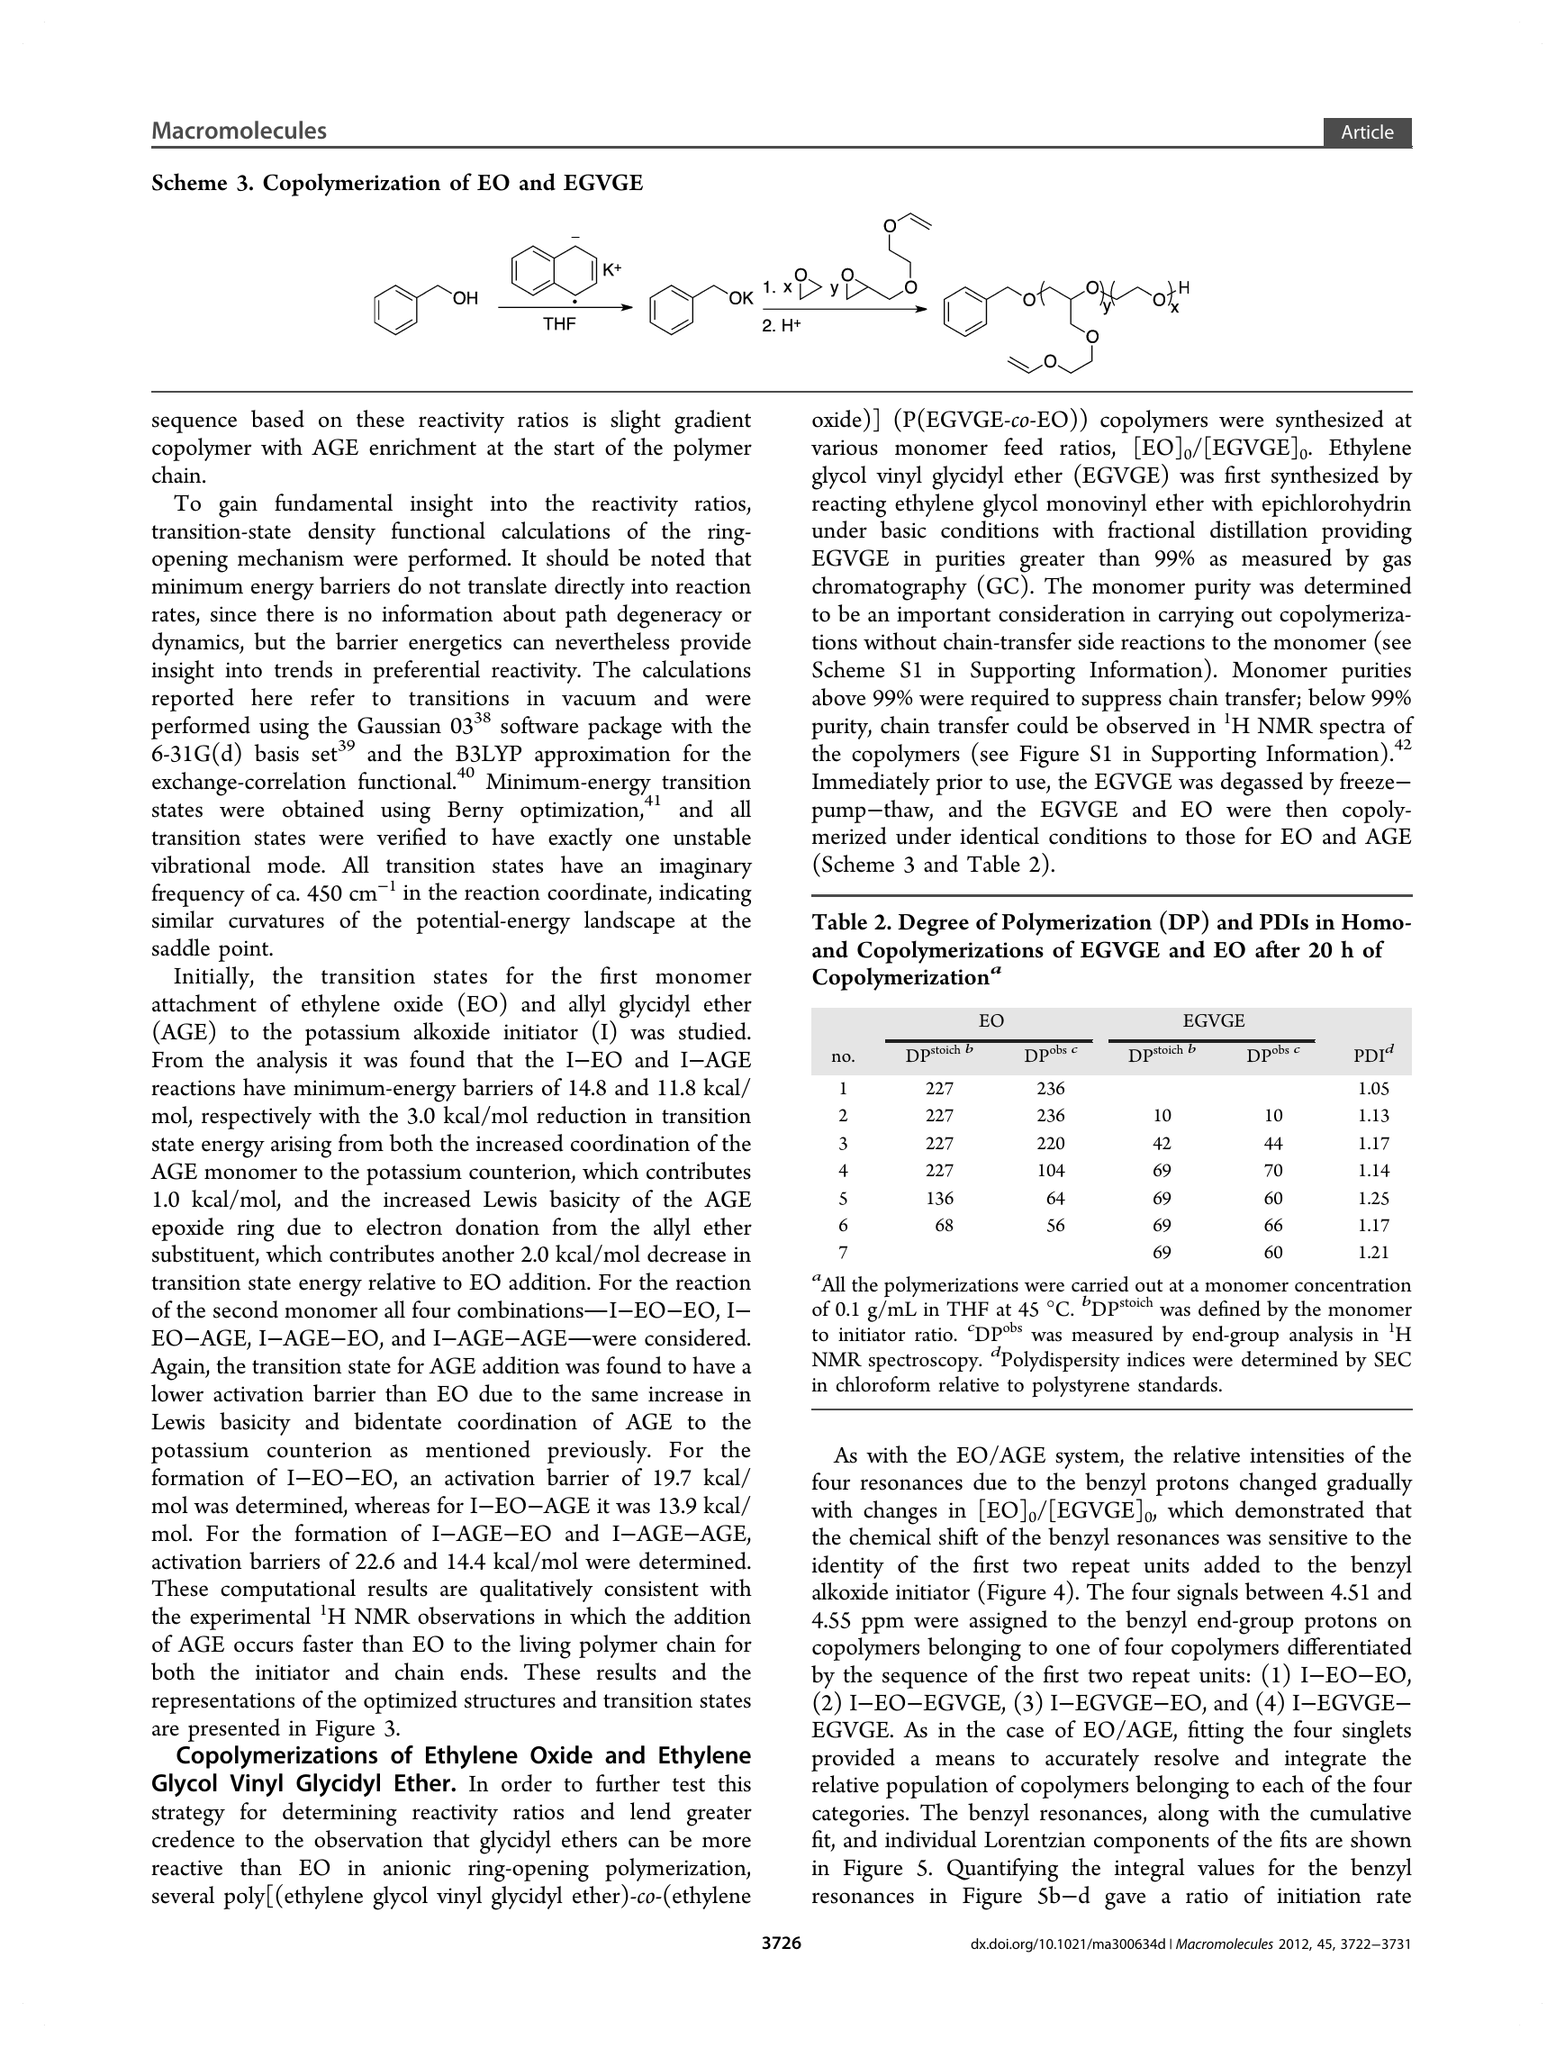 Macromolecules
Article
Scheme 3. Copolymerization of EO and EGVGE
OH
THF
−
K+
•
OK
1. x
O
y
O
O
O
2. H+
O
O
y
O
x
H
O
O
sequence based on these reactivity ratios is slight gradient
copolymer with AGE enrichment at the start of the polymer
chain.
To gain fundamental insight into the reactivity ratios,
transition-state density functional calculations of the ring-
opening mechanism were performed. It should be noted that
minimum energy barriers do not translate directly into reaction
rates, since there is no information about path degeneracy or
dynamics, but the barrier energetics can nevertheless provide
insight into trends in preferential reactivity. The calculations
reported here refer to transitions in vacuum and were
performed using the Gaussian 03³⁸ software package with the
6-31G(d) basis set³⁹ and the B3LYP approximation for the
exchange-correlation functional.⁴⁰ Minimum-energy transition
states were obtained using Berny optimization,⁴¹ and all
transition states were verified to have exactly one unstable
vibrational mode. All transition states have an imaginary
frequency of ca. 450 cm⁻¹ in the reaction coordinate, indicating
similar curvatures of the potential-energy landscape at the
saddle point.
Initially, the transition states for the first monomer
attachment of ethylene oxide (EO) and allyl glycidyl ether
(AGE) to the potassium alkoxide initiator (I) was studied.
From the analysis it was found that the I−EO and I−AGE
reactions have minimum-energy barriers of 14.8 and 11.8 kcal/
mol, respectively with the 3.0 kcal/mol reduction in transition
state energy arising from both the increased coordination of the
AGE monomer to the potassium counterion, which contributes
1.0 kcal/mol, and the increased Lewis basicity of the AGE
epoxide ring due to electron donation from the allyl ether
substituent, which contributes another 2.0 kcal/mol decrease in
transition state energy relative to EO addition. For the reaction
of the second monomer all four combinations—I−EO−EO, I−
EO−AGE, I−AGE−EO, and I−AGE−AGE—were considered.
Again, the transition state for AGE addition was found to have a
lower activation barrier than EO due to the same increase in
Lewis basicity and bidentate coordination of AGE to the
potassium counterion as mentioned previously. For the
formation of I−EO−EO, an activation barrier of 19.7 kcal/
mol was determined, whereas for I−EO−AGE it was 13.9 kcal/
mol. For the formation of I−AGE−EO and I−AGE−AGE,
activation barriers of 22.6 and 14.4 kcal/mol were determined.
These computational results are qualitatively consistent with
the experimental ¹H NMR observations in which the addition
of AGE occurs faster than EO to the living polymer chain for
both the initiator and chain ends. These results and the
representations of the optimized structures and transition states
are presented in Figure 3.
Copolymerizations of Ethylene Oxide and Ethylene
Glycol Vinyl Glycidyl Ether. In order to further test this
strategy for determining reactivity ratios and lend greater
credence to the observation that glycidyl ethers can be more
reactive than EO in anionic ring-opening polymerization,
several poly[(ethylene glycol vinyl glycidyl ether)-co-(ethylene
oxide)] (P(EGVGE-co-EO)) copolymers were synthesized at
various monomer feed ratios, [EO]₀/[EGVGE]₀. Ethylene
glycol vinyl glycidyl ether (EGVGE) was first synthesized by
reacting ethylene glycol monovinyl ether with epichlorohydrin
under basic conditions with fractional distillation providing
EGVGE in purities greater than 99% as measured by gas
chromatography (GC). The monomer purity was determined
to be an important consideration in carrying out copolymeriza-
tions without chain-transfer side reactions to the monomer (see
Scheme S1 in Supporting Information). Monomer purities
above 99% were required to suppress chain transfer; below 99%
purity, chain transfer could be observed in ¹H NMR spectra of
the copolymers (see Figure S1 in Supporting Information).⁴²
Immediately prior to use, the EGVGE was degassed by freeze−
pump−thaw, and the EGVGE and EO were then copoly-
merized under identical conditions to those for EO and AGE
(Scheme 3 and Table 2).
Table 2. Degree of Polymerization (DP) and PDIs in Homo-
and Copolymerizations of EGVGE and EO after 20 h of
Copolymerizationᵃ
EO EGVGE
no. DPstoich b DPobs c DPstoich b DPobs c PDId
1 227 236 1.05
2 227 236 10 10 1.13
3 227 220 42 44 1.17
4 227 104 69 70 1.14
5 136 64 69 60 1.25
6 68 56 69 66 1.17
7 69 60 1.21
ᵃAll the polymerizations were carried out at a monomer concentration
of 0.1 g/mL in THF at 45 °C. ᵇDPstoich was defined by the monomer
to initiator ratio. ᶜDPobs was measured by end-group analysis in ¹H
NMR spectroscopy. ᵈPolydispersity indices were determined by SEC
in chloroform relative to polystyrene standards.
As with the EO/AGE system, the relative intensities of the
four resonances due to the benzyl protons changed gradually
with changes in [EO]₀/[EGVGE]₀, which demonstrated that
the chemical shift of the benzyl resonances was sensitive to the
identity of the first two repeat units added to the benzyl
alkoxide initiator (Figure 4). The four signals between 4.51 and
4.55 ppm were assigned to the benzyl end-group protons on
copolymers belonging to one of four copolymers differentiated
by the sequence of the first two repeat units: (1) I−EO−EO,
(2) I−EO−EGVGE, (3) I−EGVGE−EO, and (4) I−EGVGE−
EGVGE. As in the case of EO/AGE, fitting the four singlets
provided a means to accurately resolve and integrate the
relative population of copolymers belonging to each of the four
categories. The benzyl resonances, along with the cumulative
fit, and individual Lorentzian components of the fits are shown
in Figure 5. Quantifying the integral values for the benzyl
resonances in Figure 5b−d gave a ratio of initiation rate
3726
dx.doi.org/10.1021/ma300634d | Macromolecules 2012, 45, 3722−3731